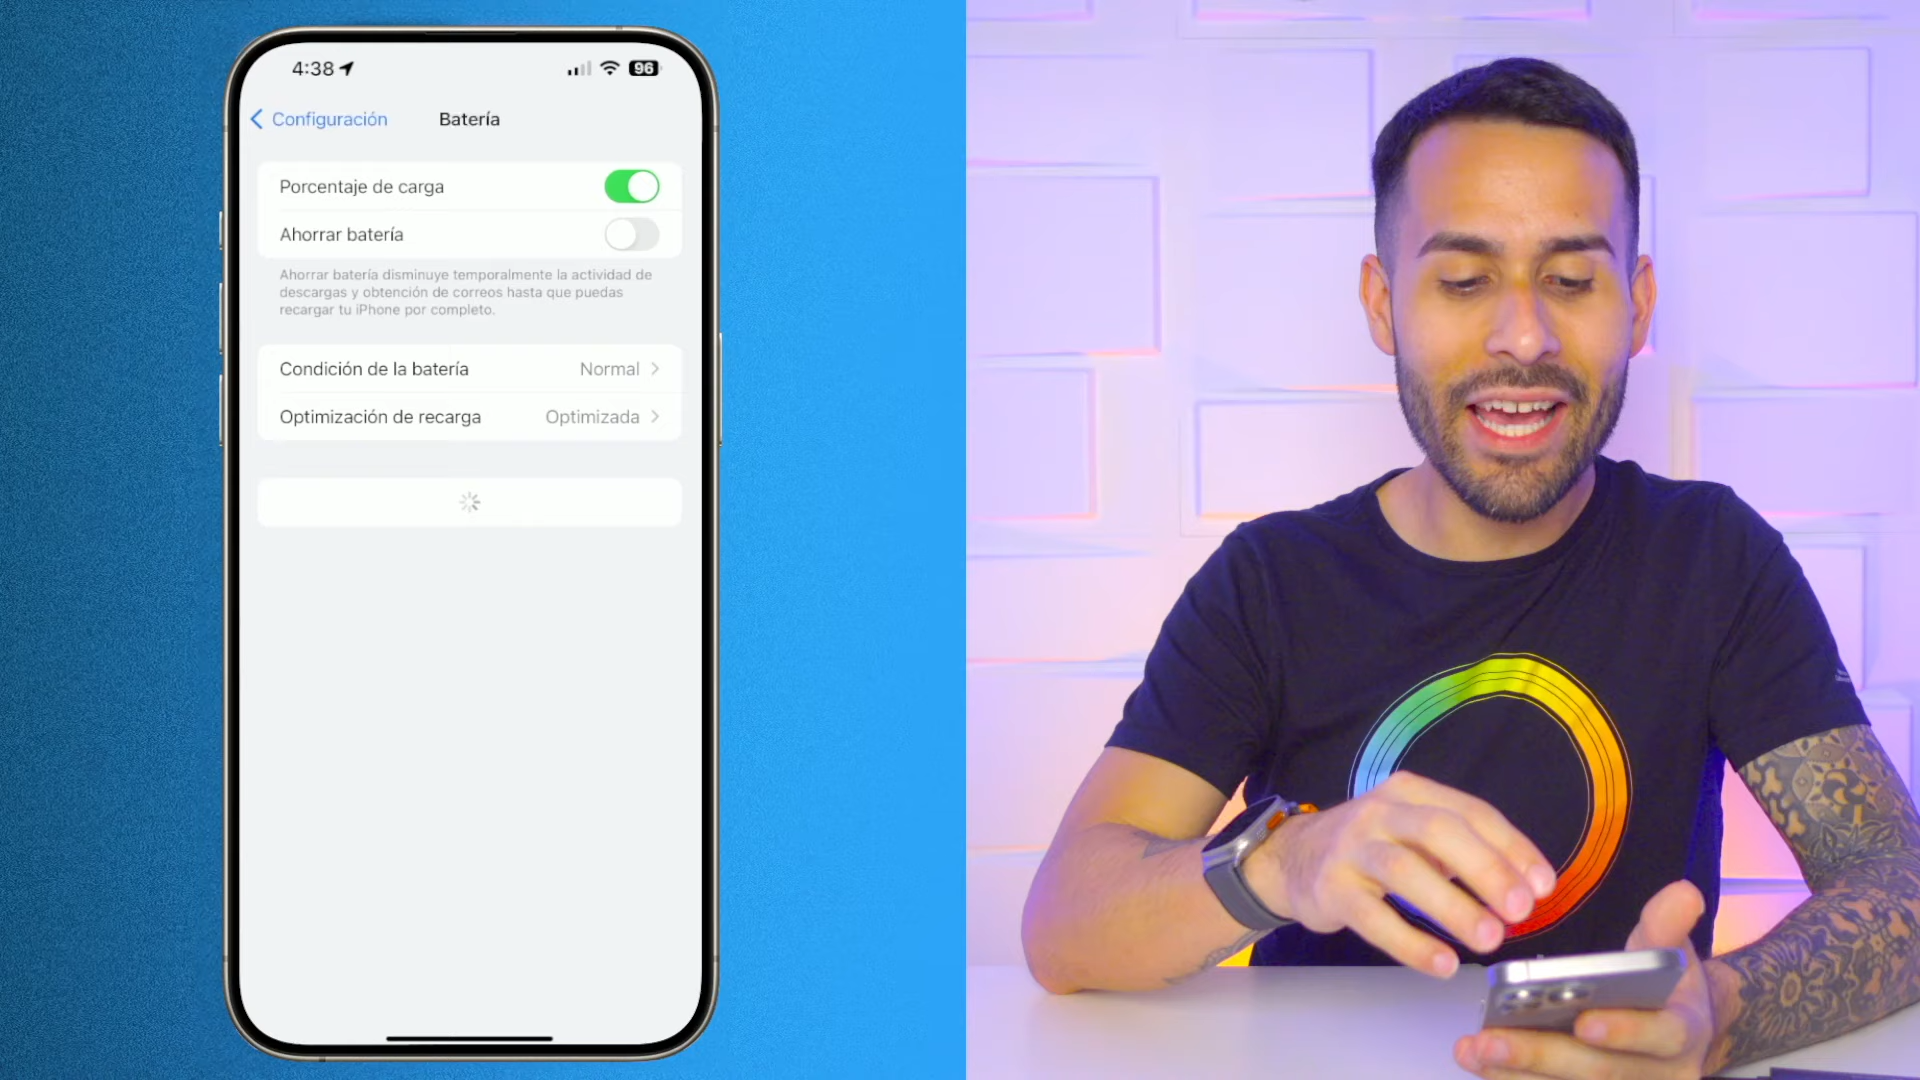 4:38
96
Configuración
Batería
Porcentaje de carga
Ahorrar batería
Ahorrar batería disminuye temporalmente la actividad de
descargas y obtención de correos hasta que puedas
recargar tu iPhone por completo.
Condición de la batería Normal
Optimización de recarga Optimizada